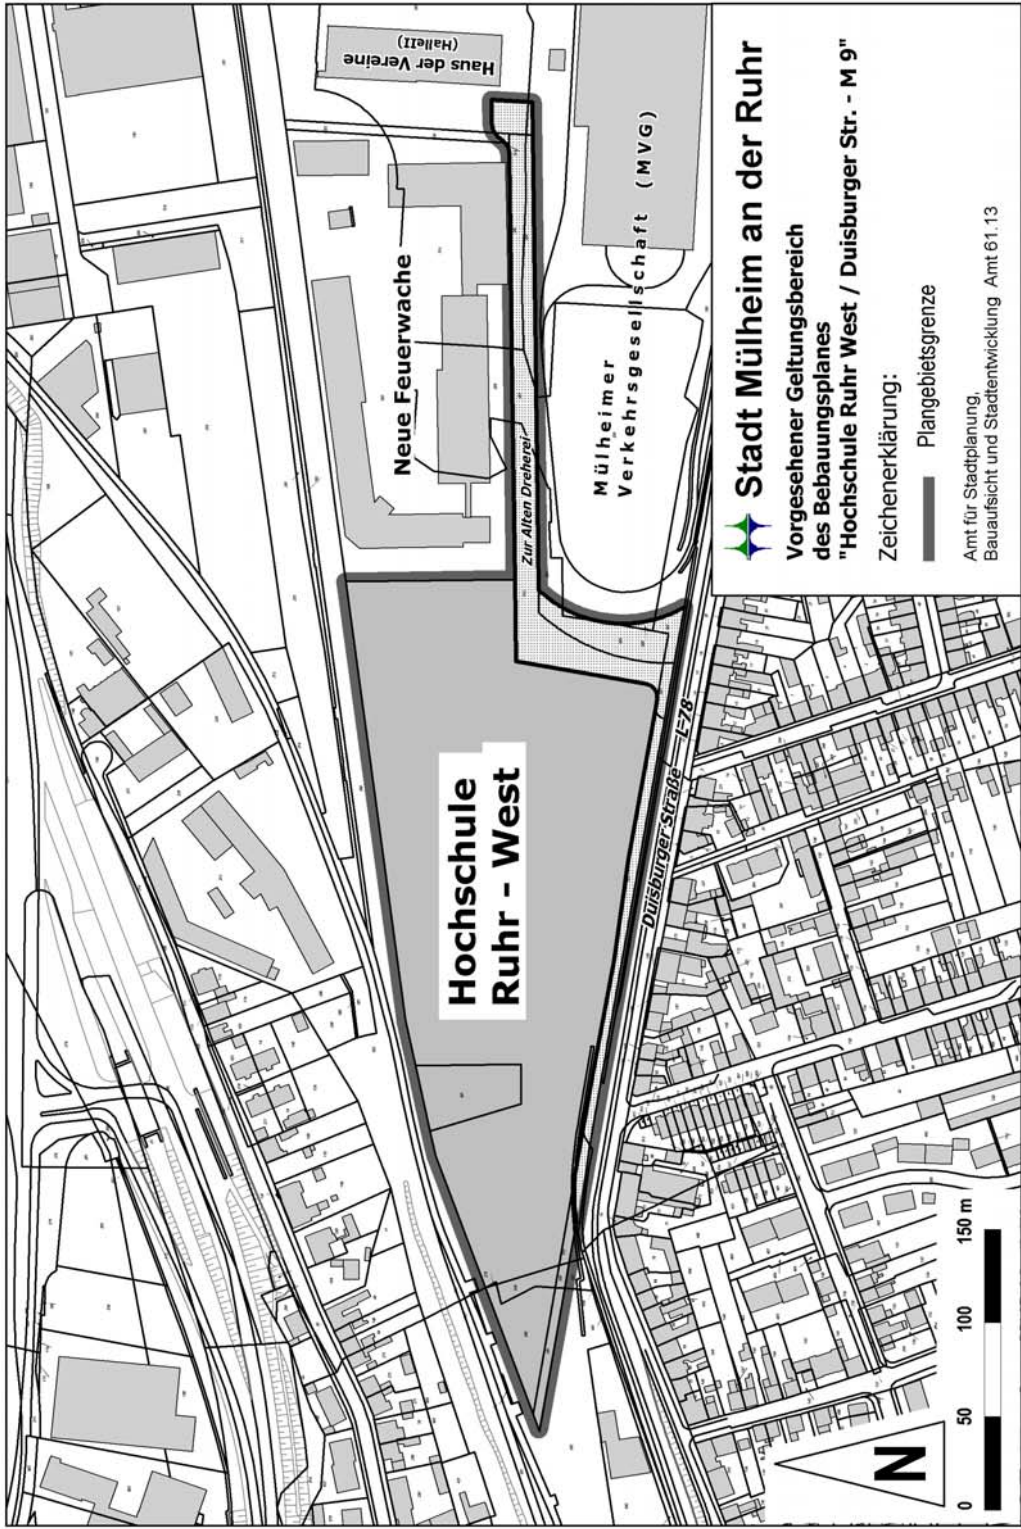 Haus der Vereine
(HalleII)
Neue Feuerwache
Zur Alten Dreherei
Mülheimer
Verkehrsgesellschaft (MVG)
Hochschule
Ruhr - West
Duisburger Straße L 78
Stadt Mülheim an der Ruhr
Vorgesehener Geltungsbereich
des Bebauungsplanes
"Hochschule Ruhr West / Duisburger Str. - M 9"
Zeichenerklärung:
Plangebietsgrenze
Amt für Stadtplanung,
Bauaufsicht und Stadtentwicklung Amt 61.13
N
0 50 100 150 m